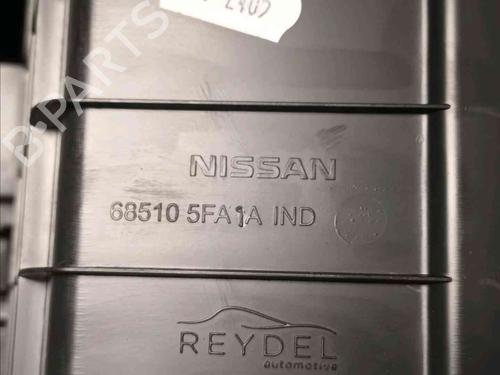 B-PARTS
NISSAN
68510 5FA1A IND
REYDEL
automotive